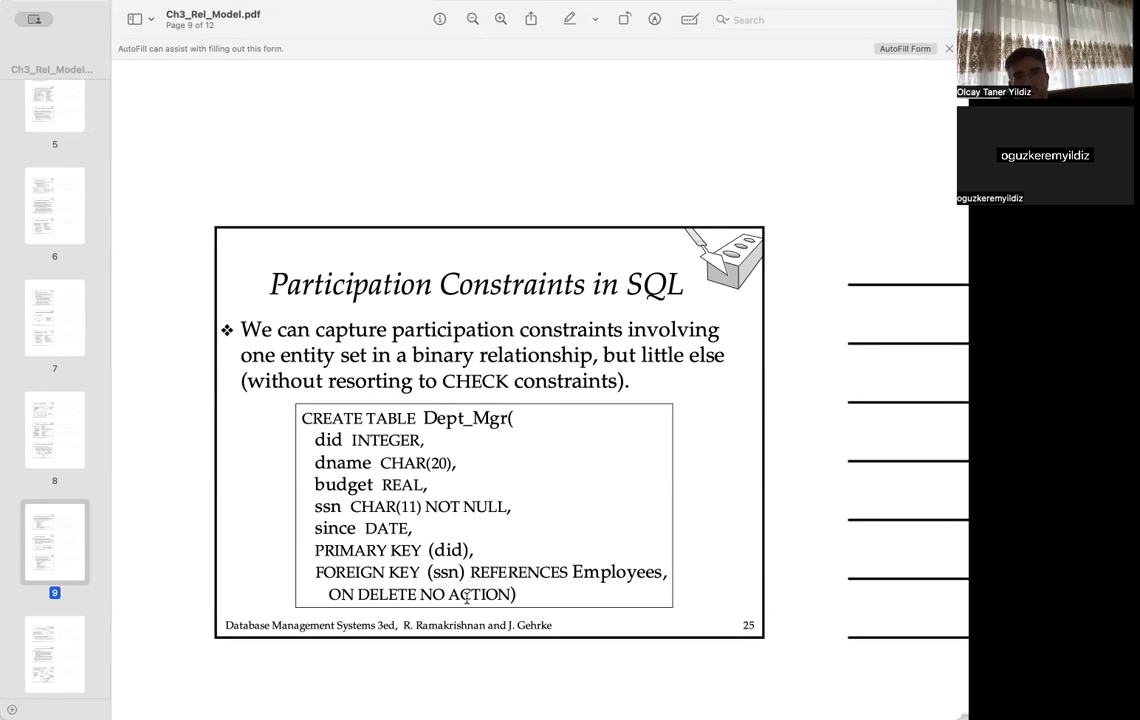 Ch3_Rel_Model.pdf
Page 9 of 12
Search
AutoFill can assist with filling out this form.
AutoFill Form
Ch3_Rel_Model...
5
6
7
8
9
Participation Constraints in SQL
❖ We can capture participation constraints involving
one entity set in a binary relationship, but little else
(without resorting to CHECK constraints).
CREATE TABLE Dept_Mgr(
did INTEGER,
dname CHAR(20),
budget REAL,
ssn CHAR(11) NOT NULL,
since DATE,
PRIMARY KEY (did),
FOREIGN KEY (ssn) REFERENCES Employees,
ON DELETE NO ACTION)
Database Management Systems 3ed, R. Ramakrishnan and J. Gehrke
25
Olcay Taner Yildiz
oguzkeremyildiz
oguzkeremyildiz